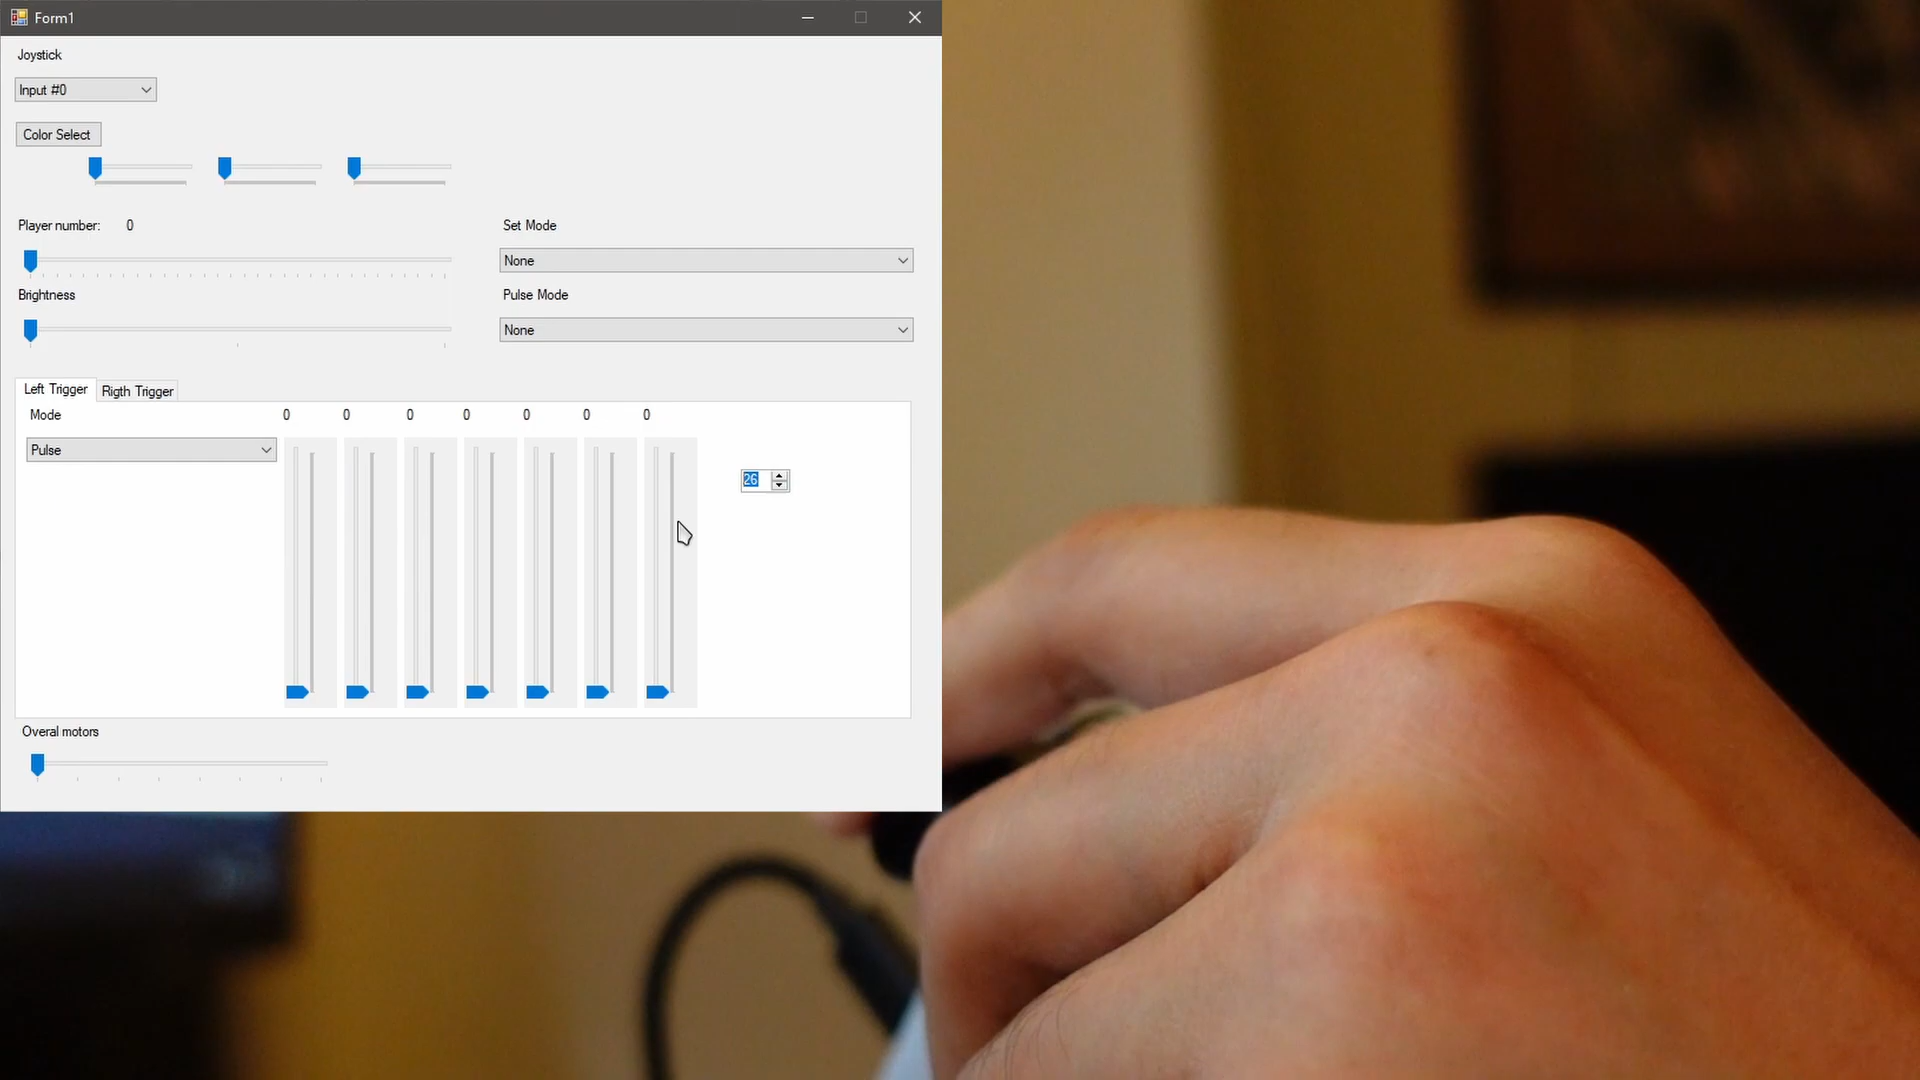 Form1
Joystick
Input #0
Color Select
Player number: 0
Set Mode
None
Brightness
Pulse Mode
None
Left Trigger Rigth Trigger
Mode 0 0 0 0 0 0 0
Pulse
26
Overal motors